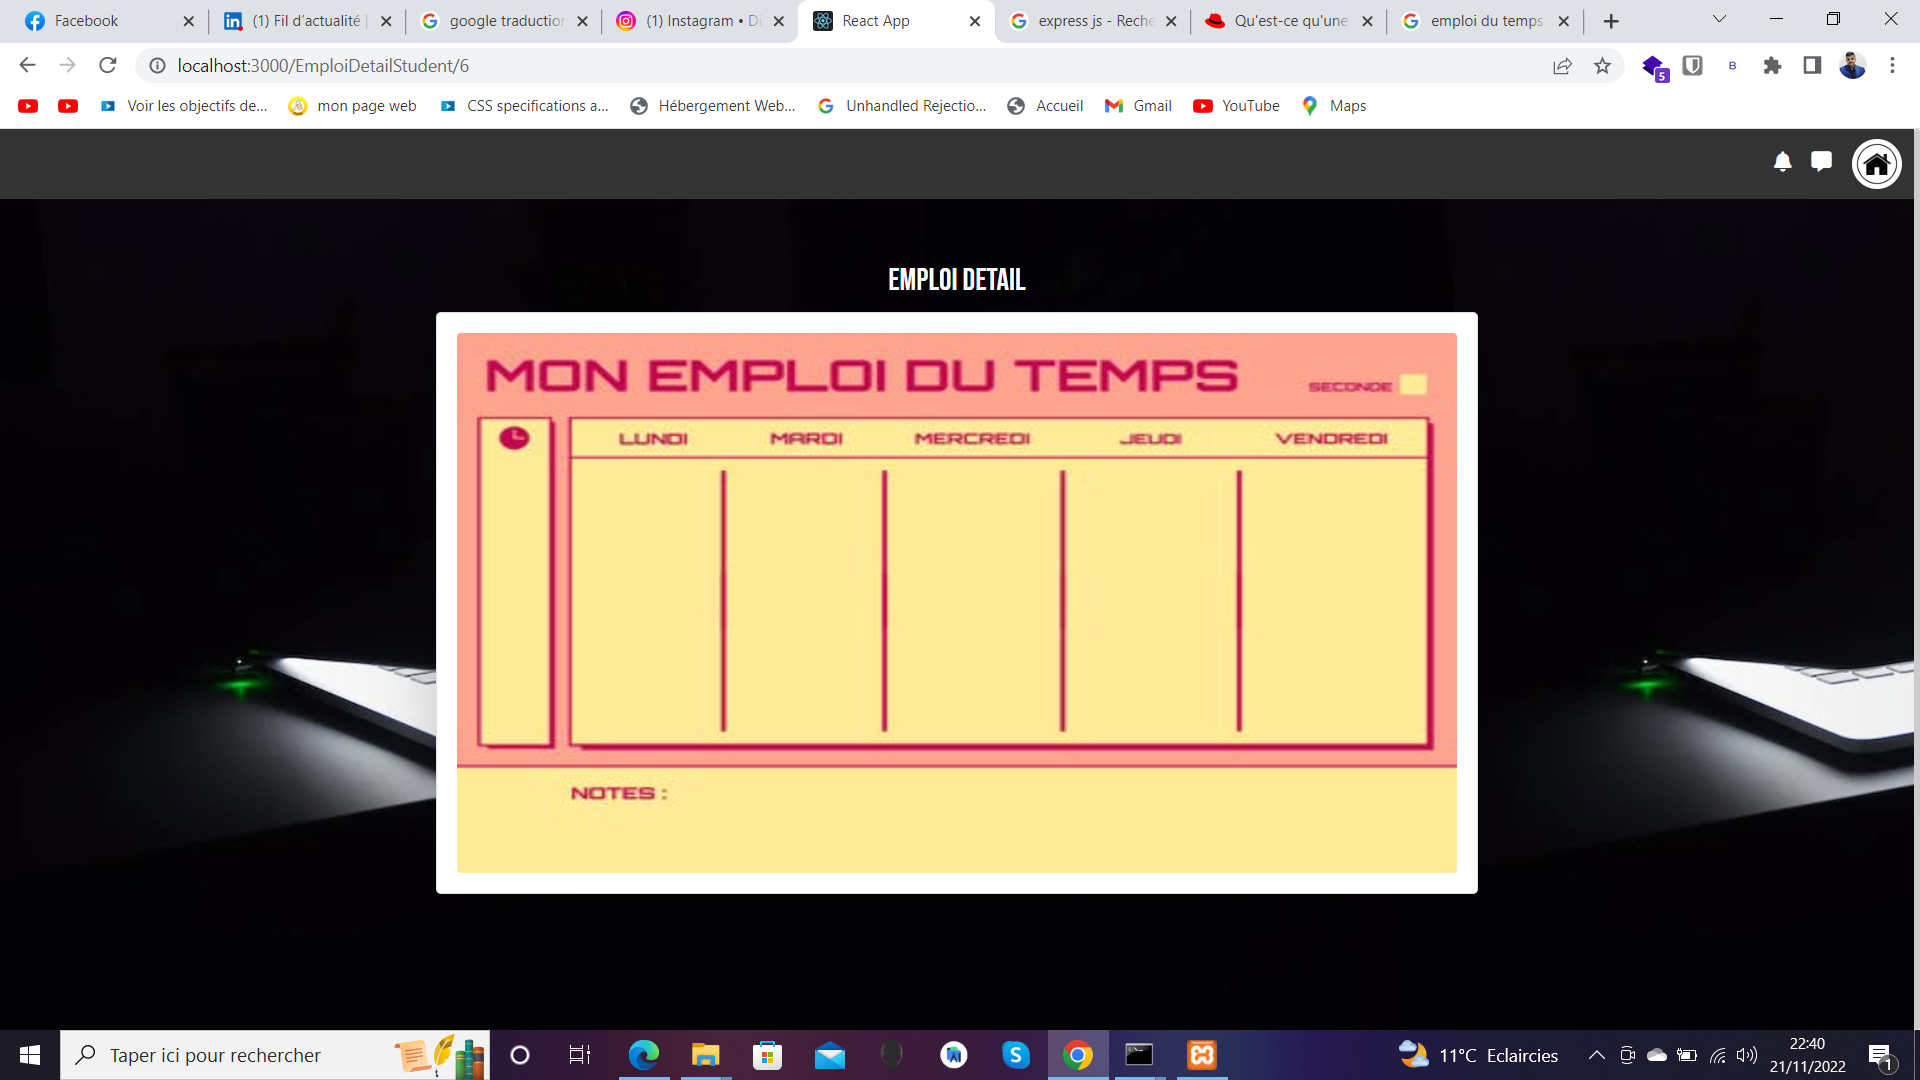 Facebook
(1) Fil d'actualité |
google traduction
(1) Instagram • Di
React App
express js - Reche
Qu'est-ce qu'une
emploi du temps
localhost:3000/EmploiDetailStudent/6
5
B
Voir les objectifs de...
mon page web
CSS specifications a...
Hébergement Web...
Unhandled Rejectio...
Accueil
Gmail
YouTube
Maps
EMPLOI DETAIL
MON EMPLOI DU TEMPS
SECONDE
LUNDI MARDI MERCREDI JEUDI VENDREDI
NOTES :
Taper ici pour rechercher
11°C Eclaircies
22:40
21/11/2022
1